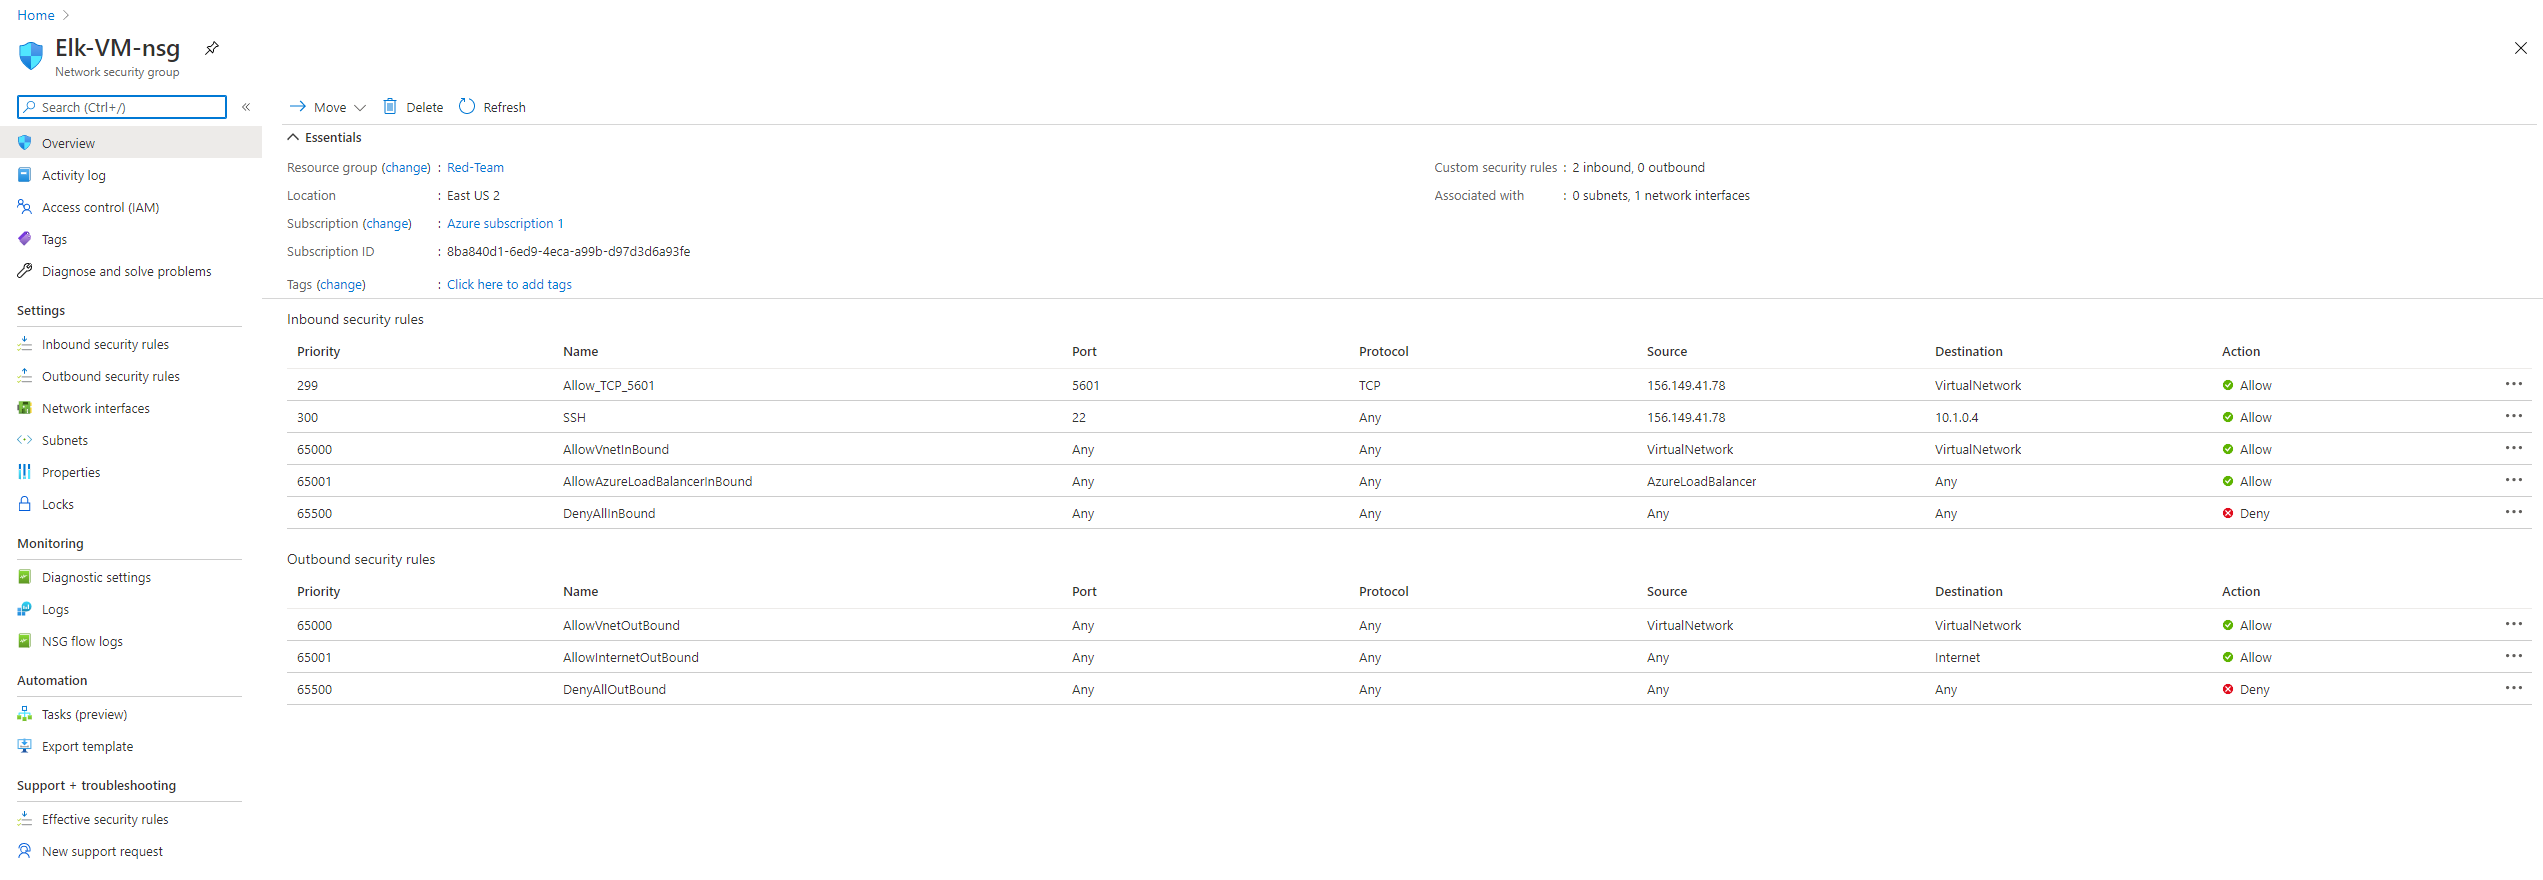 Home
Elk-VM-nsg
Network security group
Search (Ctrl+/)
«
Move
Delete
Refresh
Overview
Activity log
Access control (IAM)
Tags
Diagnose and solve problems
Settings
Inbound security rules
Outbound security rules
Network interfaces
Subnets
Properties
Locks
Monitoring
Diagnostic settings
Logs
NSG flow logs
Automation
Tasks (preview)
Export template
Support + troubleshooting
Effective security rules
New support request
Essentials
Resource group (change) : Red-Team
Location : East US 2
Subscription (change) : Azure subscription 1
Subscription ID : 8ba840d1-6ed9-4eca-a99b-d97d3d6a93fe
Tags (change) : Click here to add tags
Custom security rules : 2 inbound, 0 outbound
Associated with : 0 subnets, 1 network interfaces
Inbound security rules
Priority Name Port Protocol Source Destination Action
299 Allow_TCP_5601 5601 TCP 156.149.41.78 VirtualNetwork Allow
300 SSH 22 Any 156.149.41.78 10.1.0.4 Allow
65000 AllowVnetInBound Any Any VirtualNetwork VirtualNetwork Allow
65001 AllowAzureLoadBalancerInBound Any Any AzureLoadBalancer Any Allow
65500 DenyAllInBound Any Any Any Any Deny
Outbound security rules
Priority Name Port Protocol Source Destination Action
65000 AllowVnetOutBound Any Any VirtualNetwork VirtualNetwork Allow
65001 AllowInternetOutBound Any Any Any Internet Allow
65500 DenyAllOutBound Any Any Any Any Deny